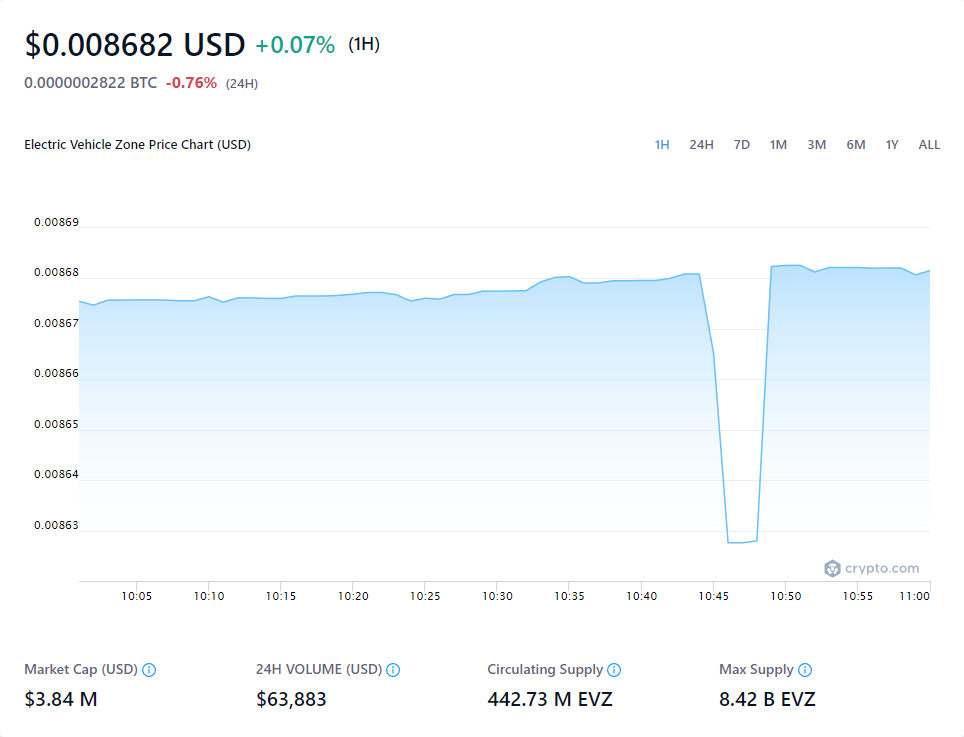 $0.008682 USD +0.07% (1H)
0.0000002822 BTC -0.76% (24H)
Electric Vehicle Zone Price Chart (USD) 1H 24H 7D 1M 3M 6M 1Y ALL
0.00869
0.00868
0.00867
0.00866
0.00865
0.00864
0.00863
crypto.com
10:05 10:10 10:15 10:20 10:25 10:30 10:35 10:40 10:45 10:50 10:55 11:00
Market Cap (USD) 24H VOLUME (USD) Circulating Supply Max Supply
$3.84 M $63,883 442.73 M EVZ 8.42 B EVZ